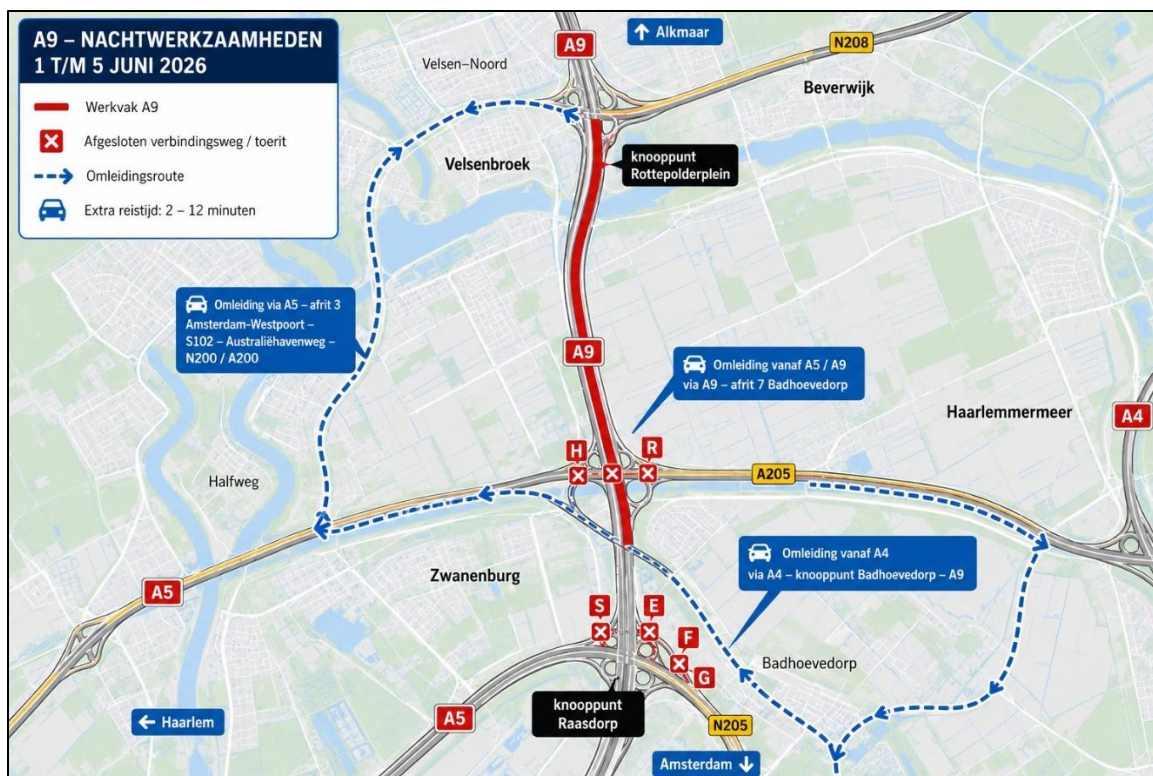 A9 – NACHTWERKZAAMHEDEN
1 T/M 5 JUNI 2026
Werkvak A9
Afgesloten verbindingsweg / toerit
Omleidingsroute
Extra reistijd: 2 – 12 minuten
A9
↑ Alkmaar
N208
Velsen–Noord
Beverwijk
Velsenbroek
knooppunt
Rottepolderplein
Omleiding via A5 – afrit 3
Amsterdam-Westpoort –
S102 – Australiëhavenweg –
N200 / A200
A9
Omleiding vanaf A5 / A9
via A9 – afrit 7 Badhoevedorp
Haarlemmermeer
A4
H
R
A205
Halfweg
Omleiding vanaf A4
via A4 – knooppunt Badhoevedorp – A9
Zwanenburg
A5
S
E
F
G
Badhoevedorp
knooppunt
Raasdorp
← Haarlem
A5
N205
Amsterdam ↓